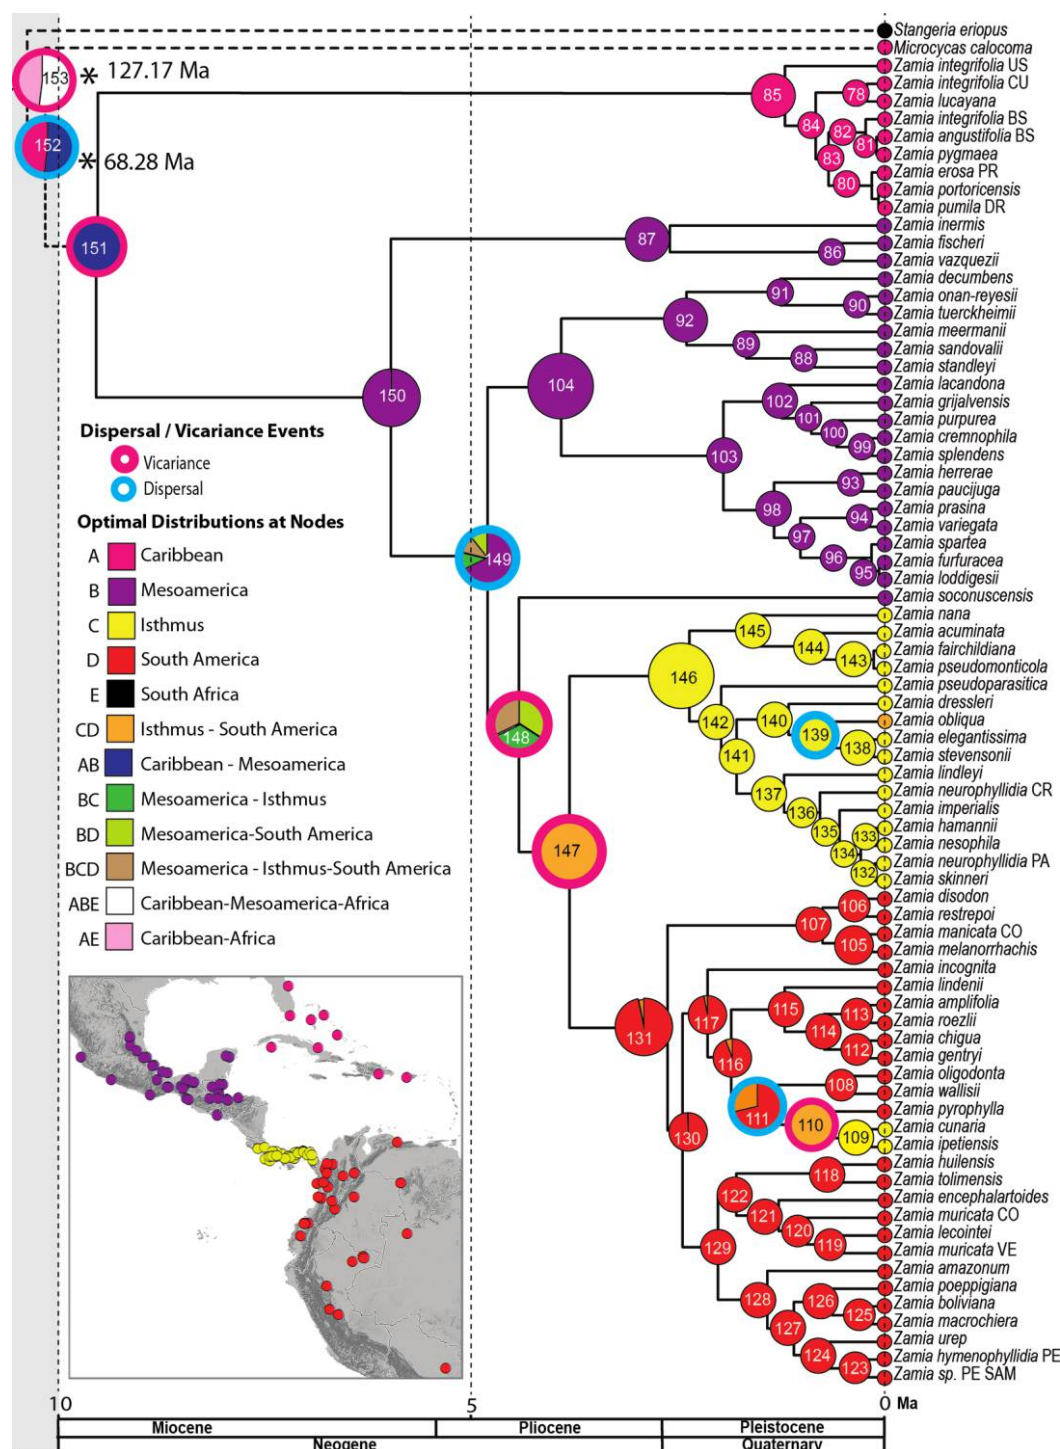 Stangeria eriopus
Microcycas calocoma
Zamia integrifolia US
Zamia integrifolia CU
Zamia lucayana
Zamia integrifolia BS
Zamia angustifolia BS
Zamia pygmaea
Zamia erosa PR
Zamia portoricensis
Zamia pumila DR
Zamia inermis
Zamia fischeri
Zamia vazquezii
Zamia decumbens
Zamia onan-reyesii
Zamia tuerckheimii
Zamia meermanii
Zamia sandovalii
Zamia standleyi
Zamia lacandona
Zamia grijalvensis
Zamia purpurea
Zamia cremnophila
Zamia splendens
Zamia herrerae
Zamia paucijuga
Zamia prasina
Zamia variegata
Zamia spartea
Zamia furfuracea
Zamia loddigesii
Zamia soconuscensis
Zamia nana
Zamia acuminata
Zamia fairchildiana
Zamia pseudomonticola
Zamia pseudoparasitica
Zamia dressleri
Zamia obliqua
Zamia elegantissima
Zamia stevensonii
Zamia lindleyi
Zamia neurophyllidia CR
Zamia imperialis
Zamia hamannii
Zamia nesophila
Zamia neurophyllidia PA
Zamia skinneri
Zamia disodon
Zamia restrepoi
Zamia manicata CO
Zamia melanorrhachis
Zamia incognita
Zamia lindenii
Zamia amplifolia
Zamia roezlii
Zamia chigua
Zamia gentryi
Zamia oligodonta
Zamia wallisii
Zamia pyrophylla
Zamia cunaria
Zamia ipetiensis
Zamia huilensis
Zamia tolimensis
Zamia encephalartoides
Zamia muricata CO
Zamia lecointei
Zamia muricata VE
Zamia amazonum
Zamia poeppigiana
Zamia boliviana
Zamia macrochiera
Zamia urep
Zamia hymenophyllidia PE
Zamia sp. PE SAM
153 * 127.17 Ma
152 * 68.28 Ma
151
150
149
148
147
85
84
78
82
81
83
80
87
86
92
91
90
89
88
104
103
102
101
100
99
98
93
97
94
96
95
146
145
144
143
142
141
140
139
138
137
136
135
134
133
132
131
107
106
105
130
117
116
115
114
113
112
111
108
110
109
129
122
118
121
120
119
128
127
126
125
124
123
Dispersal / Vicariance Events
Vicariance
Dispersal
Optimal Distributions at Nodes
A Caribbean
B Mesoamerica
C Isthmus
D South America
E South Africa
CD Isthmus - South America
AB Caribbean - Mesoamerica
BC Mesoamerica - Isthmus
BD Mesoamerica-South America
BCD Mesoamerica - Isthmus-South America
ABE Caribbean-Mesoamerica-Africa
AE Caribbean-Africa
10 5 0 Ma
Miocene Pliocene Pleistocene
Neogene Quaternary